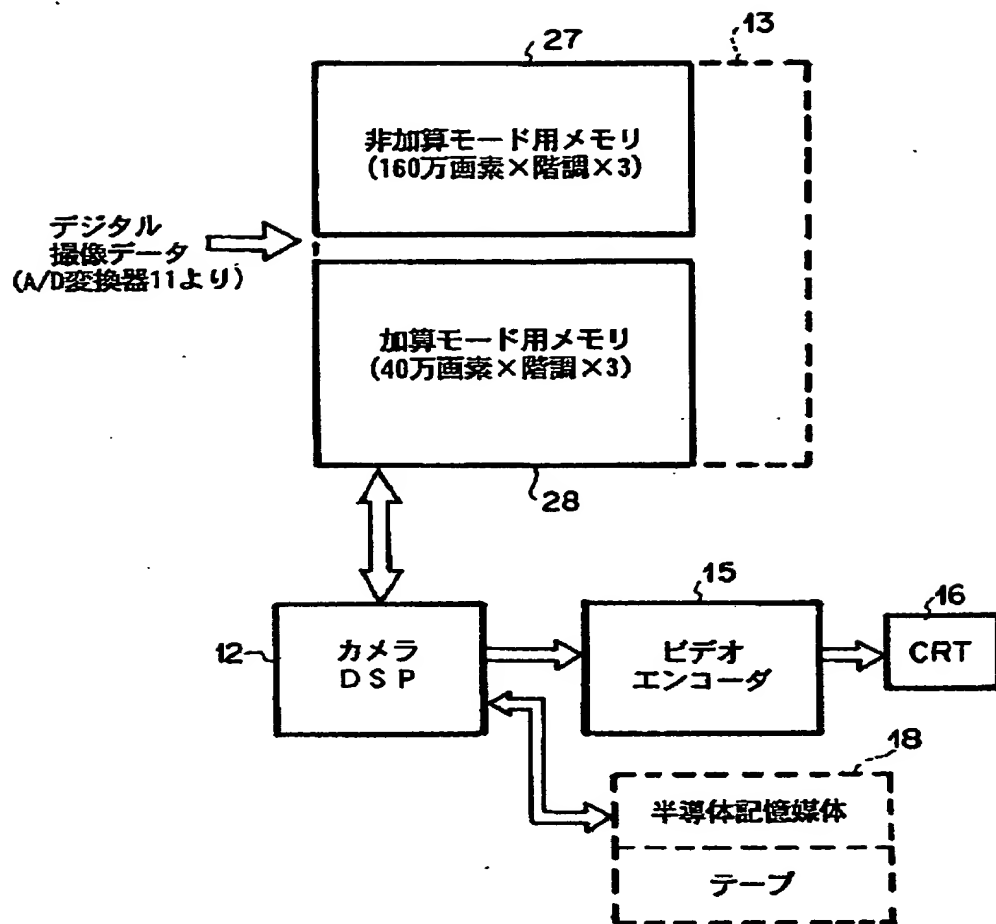 27
13
非加算モード用メモリ
(160万画素×階調×3)
デジタル
撮像データ
(A/D変換器11より)
加算モード用メモリ
(40万画素×階調×3)
28
12
カメラ
DSP
15
ビデオ
エンコーダ
16
CRT
18
半導体記憶媒体
テープ